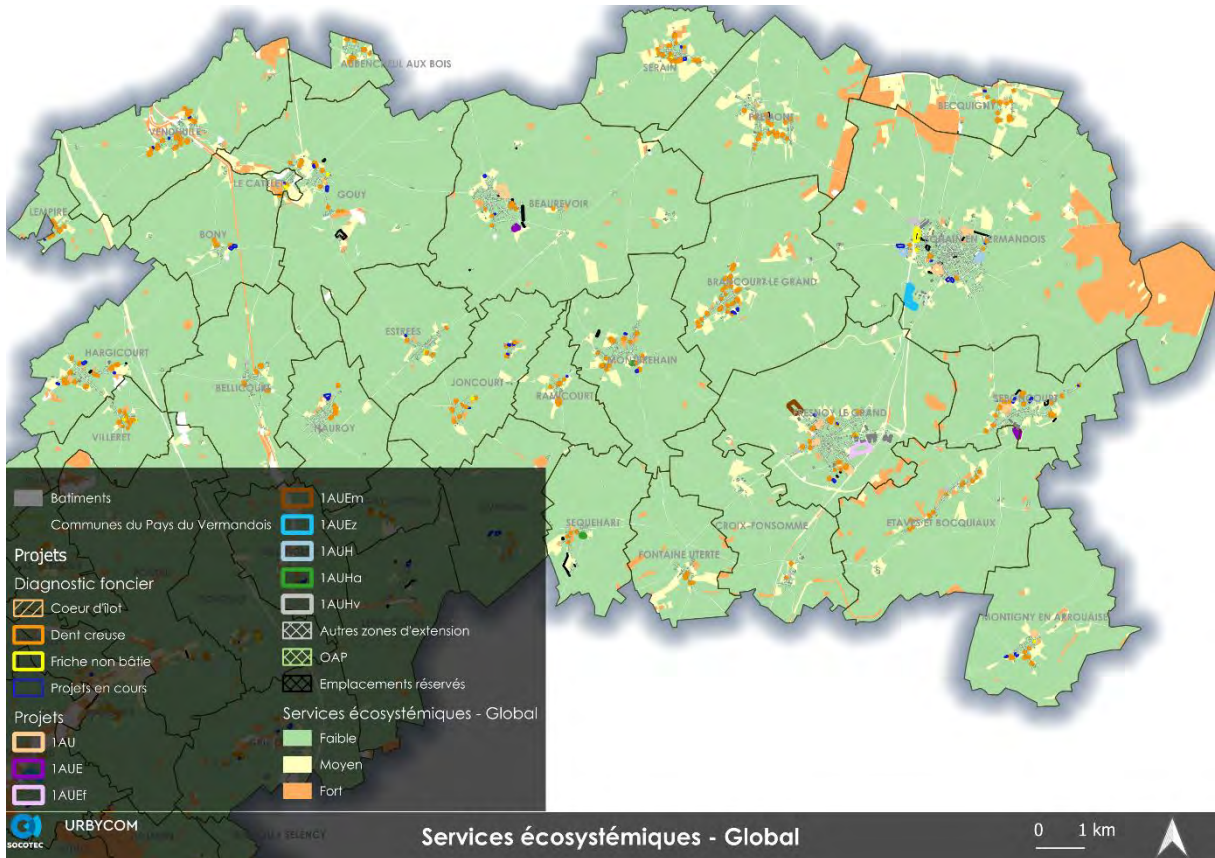 AUBENCHEUL AUX BOIS
SERAIN
PREMONT
BECQUIGNY
VENDHUILE
LE CATELET
GOUY
BEAUREVOIR
BOHAIN EN VERMANDOIS
LEMPIRE
BONY
BRANCOURT LE GRAND
ESTREES
HARGICOURT
MONTBREHAIN
BELLICOURT
JONCOURT
RAMICOURT
SEBONCOURT
VILLERET
NAUROY
FRESNOY LE GRAND
SEQUEHART
CROIX-FONSOMME
ETAVES ET BOCQUIAUX
FONTAINE UTERTE
MONTIGNY EN ARROUAISE
Batiments
Communes du Pays du Vermandois
Projets
Diagnostic foncier
Coeur d'îlot
Dent creuse
Friche non bâtie
Projets en cours
Projets
1AU
1AUE
1AUEf
1AUEm
1AUEz
1AUH
1AUHa
1AUHv
Autres zones d'extension
OAP
Emplacements réservés
Services écosystémiques - Global
Faible
Moyen
Fort
SOCOTEC
URBYCOM
SELENCY
Services écosystémiques - Global
0 1 km